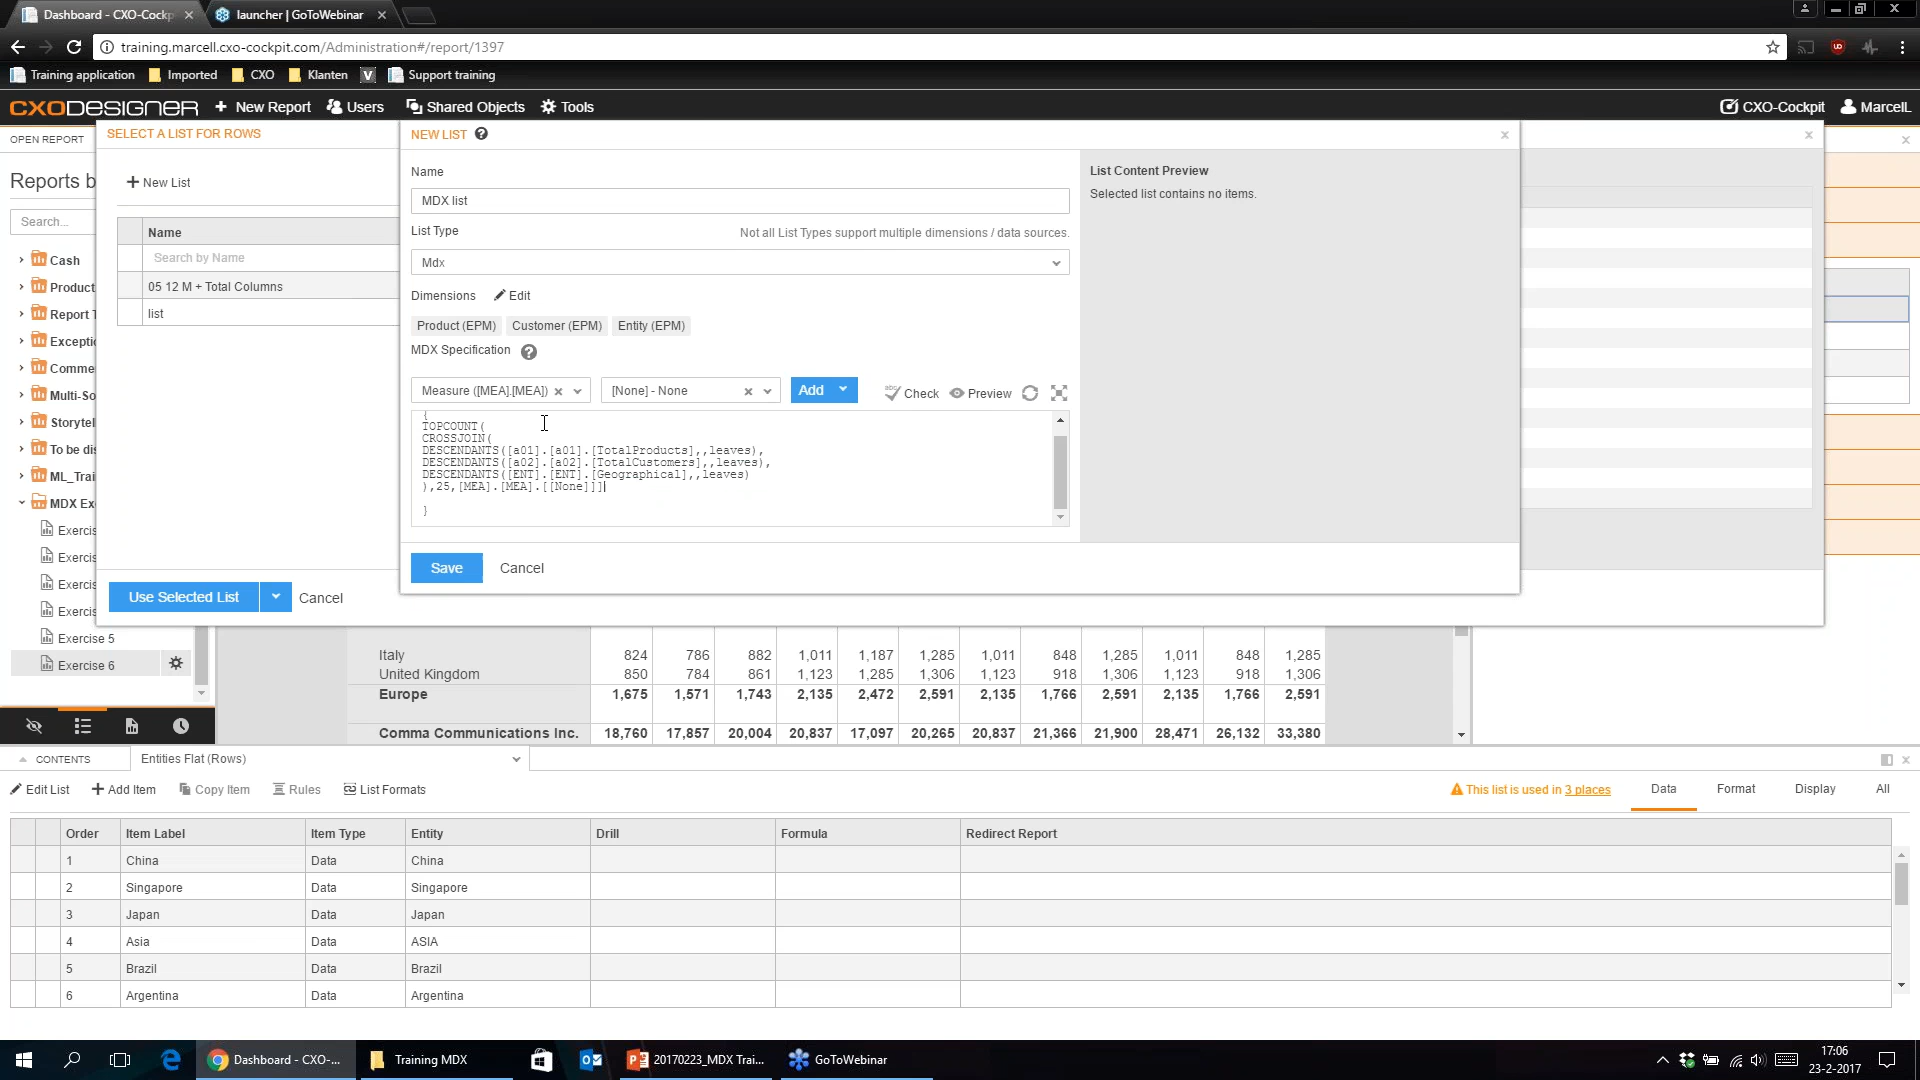 Dashboard - CXO-Cockp
launcher | GoToWebinar
training.marcell.cxo-cockpit.com/Administration#/report/1397
Training application
Imported
CXO
Klanten
V
Support training
CXODESIGNER
New Report
Users
Shared Objects
Tools
CXO-Cockpit
MarcelL
OPEN REPORT
SELECT A LIST FOR ROWS
NEW LIST
Reports b
Search...
Cash
Product
Report T
Exceptio
Comme
Multi-So
Storytel
To be dis
ML_Trai
MDX Ex
Exercis
Exercis
Exercis
Exercis
Exercise 5
Exercise 6
New List
Name
Search by Name
05 12 M + Total Columns
list
Use Selected List
Cancel
Name
MDX list
List Type
Not all List Types support multiple dimensions / data sources.
Mdx
Dimensions
Edit
Product (EPM)
Customer (EPM)
Entity (EPM)
MDX Specification
Measure ([MEA].[MEA])
[None] - None
Add
Check
Preview
{
TOPCOUNT(
CROSSJOIN(
DESCENDANTS([a01].[a01].[TotalProducts],,leaves),
DESCENDANTS([a02].[a02].[TotalCustomers],,leaves),
DESCENDANTS([ENT].[ENT].[Geographical],,leaves)
),25,[MEA].[MEA].[[None]]]
}
Save
Cancel
List Content Preview
Selected list contains no items.
Italy 824 786 882 1,011 1,187 1,285 1,011 848 1,285 1,011 848 1,285
United Kingdom 850 784 861 1,123 1,285 1,306 1,123 918 1,306 1,123 918 1,306
Europe 1,675 1,571 1,743 2,135 2,472 2,591 2,135 1,766 2,591 2,135 1,766 2,591
Comma Communications Inc. 18,760 17,857 20,004 20,837 17,097 20,265 20,837 21,366 21,900 28,471 26,132 33,380
CONTENTS
Entities Flat (Rows)
Edit List
Add Item
Copy Item
Rules
List Formats
This list is used in 3 places
Data
Format
Display
All
Order Item Label Item Type Entity Drill Formula Redirect Report
1 China Data China
2 Singapore Data Singapore
3 Japan Data Japan
4 Asia Data ASIA
5 Brazil Data Brazil
6 Argentina Data Argentina
Dashboard - CXO-...
Training MDX
20170223_MDX Trai...
GoToWebinar
17:06
23-2-2017